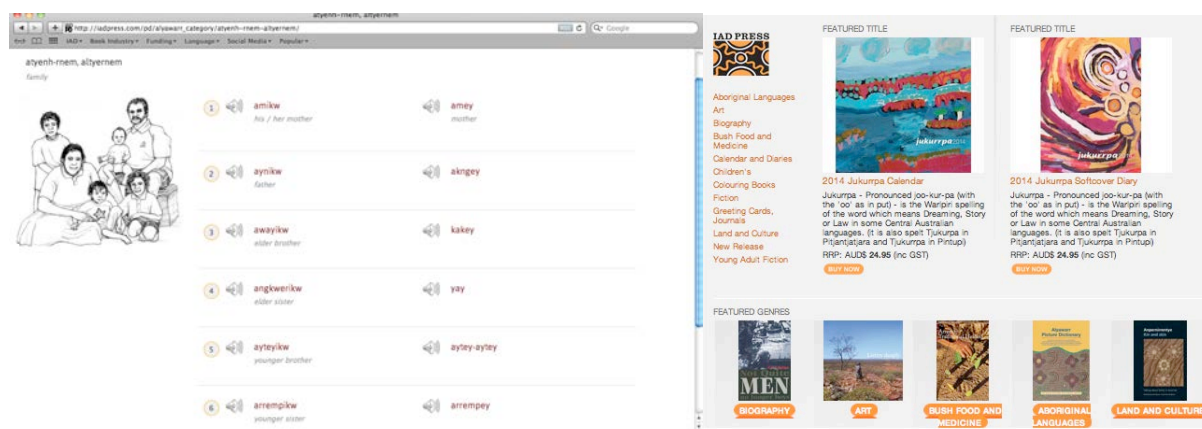 atyenh-rnem, altyernem
http://iadpress.com/pd/alyawarr_category/atyenh-rnem-altyernem/
Google
IAD Book Industry Funding Language Social Media Popular
atyenh-rnem, altyernem
family
1 amikw amey
his / her mother mother
2 aynikw akngey
father
3 awayikw kakey
elder brother
4 angkwerikw yay
elder sister
5 ayteyikw aytey-aytey
younger brother
6 arrempikw arrempey
younger sister
IAD PRESS
Aboriginal Languages
Art
Biography
Bush Food and
Medicine
Calendar and Diaries
Children's
Colouring Books
Fiction
Greeting Cards,
Journals
Land and Culture
New Release
Young Adult Fiction
FEATURED TITLE
jukurrpa 2014
2014 Jukurrpa Calendar
Jukurrpa - Pronounced joo-kur-pa (with
the 'oo' as in put) - is the Warlpiri spelling
of the word which means Dreaming, Story
or Law in some Central Australian
languages. (it is also spelt Tjukurpa in
Pitjantjatjara and Tjukurrpa in Pintupi)
RRP: AUD$ 24.95 (inc GST)
BUY NOW
FEATURED TITLE
jukurrpa 2014
2014 Jukurrpa Softcover Diary
Jukurrpa - Pronounced joo-kur-pa (with
the 'oo' as in put) - is the Warlpiri spelling
of the word which means Dreaming, Story
or Law in some Central Australian
languages. (it is also spelt Tjukurpa in
Pitjantjatjara and Tjukurrpa in Pintupi)
RRP: AUD$ 24.95 (inc GST)
BUY NOW
FEATURED GENRES
Not Quite
MEN
BIOGRAPHY
ART
BUSH FOOD AND
MEDICINE
Alyawarr
Picture Dictionary
ABORIGINAL
LANGUAGES
LAND AND CULTURE